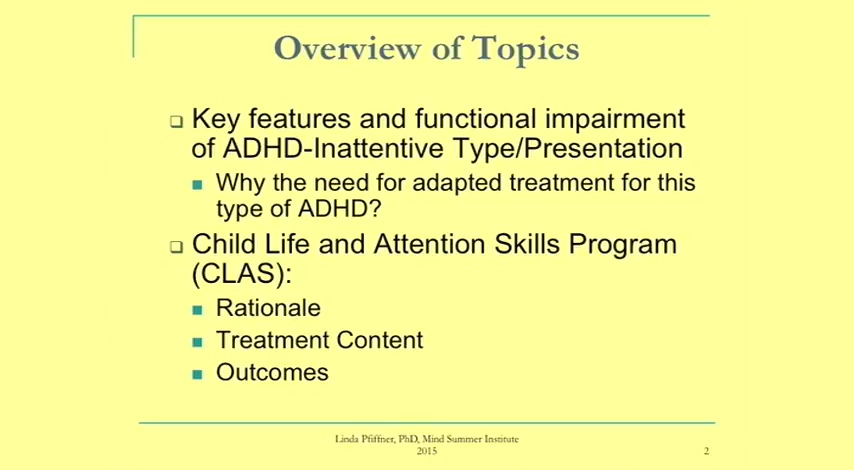 Overview of Topics
Key features and functional impairment
of ADHD-Inattentive Type/Presentation
Why the need for adapted treatment for this
type of ADHD?
Child Life and Attention Skills Program
(CLAS):
Rationale
Treatment Content
Outcomes
Linda Pfiffner, PhD, Mind Summer Institute
2015
2